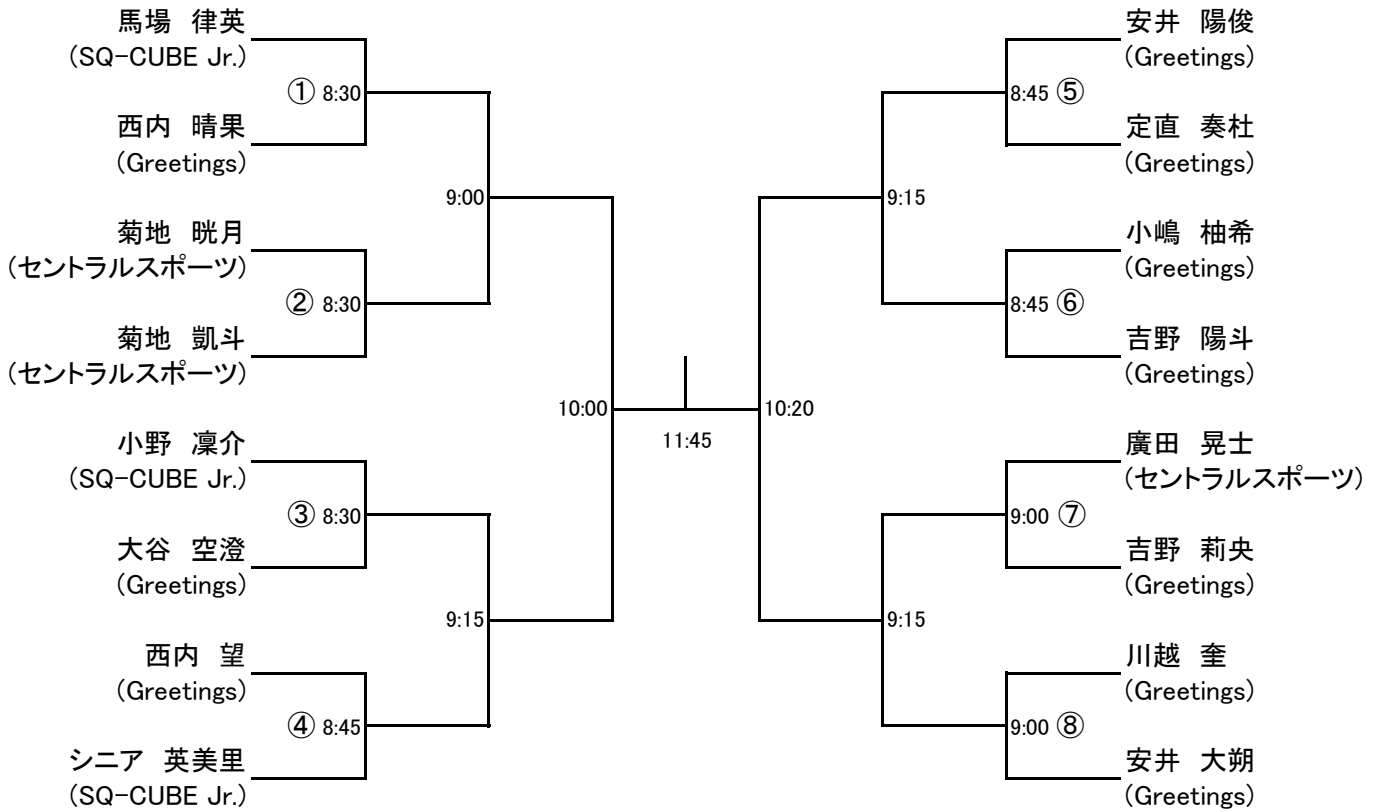 馬場　律英
(SQ-CUBE Jr.)
① 8:30
西内　晴果
(Greetings)
9:00
菊地　晄月
(セントラルスポーツ)
② 8:30
菊地　凱斗
(セントラルスポーツ)
10:00
小野　凜介
(SQ-CUBE Jr.)
③ 8:30
大谷　空澄
(Greetings)
9:15
西内　望
(Greetings)
④ 8:45
シニア　英美里
(SQ-CUBE Jr.)
11:45
安井　陽俊
(Greetings)
8:45 ⑤
定直　奏杜
(Greetings)
9:15
小嶋　柚希
(Greetings)
8:45 ⑥
吉野　陽斗
(Greetings)
10:20
廣田　晃士
(セントラルスポーツ)
9:00 ⑦
吉野　莉央
(Greetings)
9:15
川越　奎
(Greetings)
9:00 ⑧
安井　大朔
(Greetings)